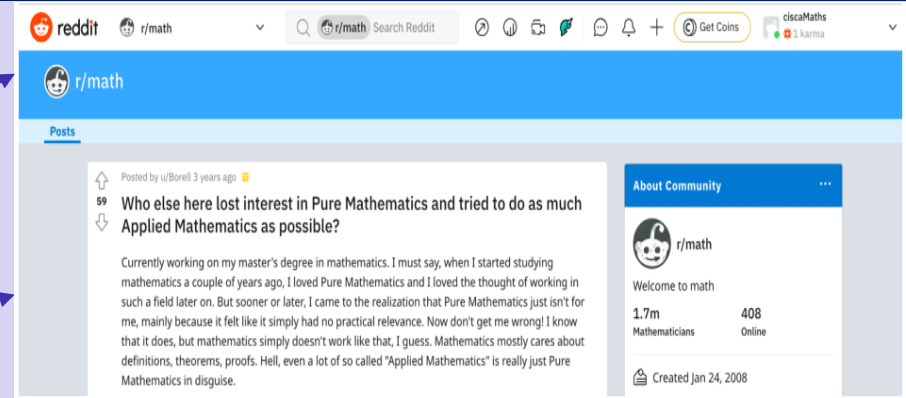 reddit r/math r/math Search Reddit Get Coins ciscaMaths
1 karma
r/math
Posts
Posted by u/Borell 3 years ago
59
Who else here lost interest in Pure Mathematics and tried to do as much
Applied Mathematics as possible?
Currently working on my master's degree in mathematics. I must say, when I started studying
mathematics a couple of years ago, I loved Pure Mathematics and I loved the thought of working in
such a field later on. But sooner or later, I came to the realization that Pure Mathematics just isn't for
me, mainly because it felt like it simply had no practical relevance. Now don't get me wrong! I know
that it does, but mathematics simply doesn't work like that, I guess. Mathematics mostly cares about
definitions, theorems, proofs. Hell, even a lot of so called "Applied Mathematics" is really just Pure
Mathematics in disguise.
About Community
r/math
Welcome to math
1.7m 408
Mathematicians Online
Created Jan 24, 2008